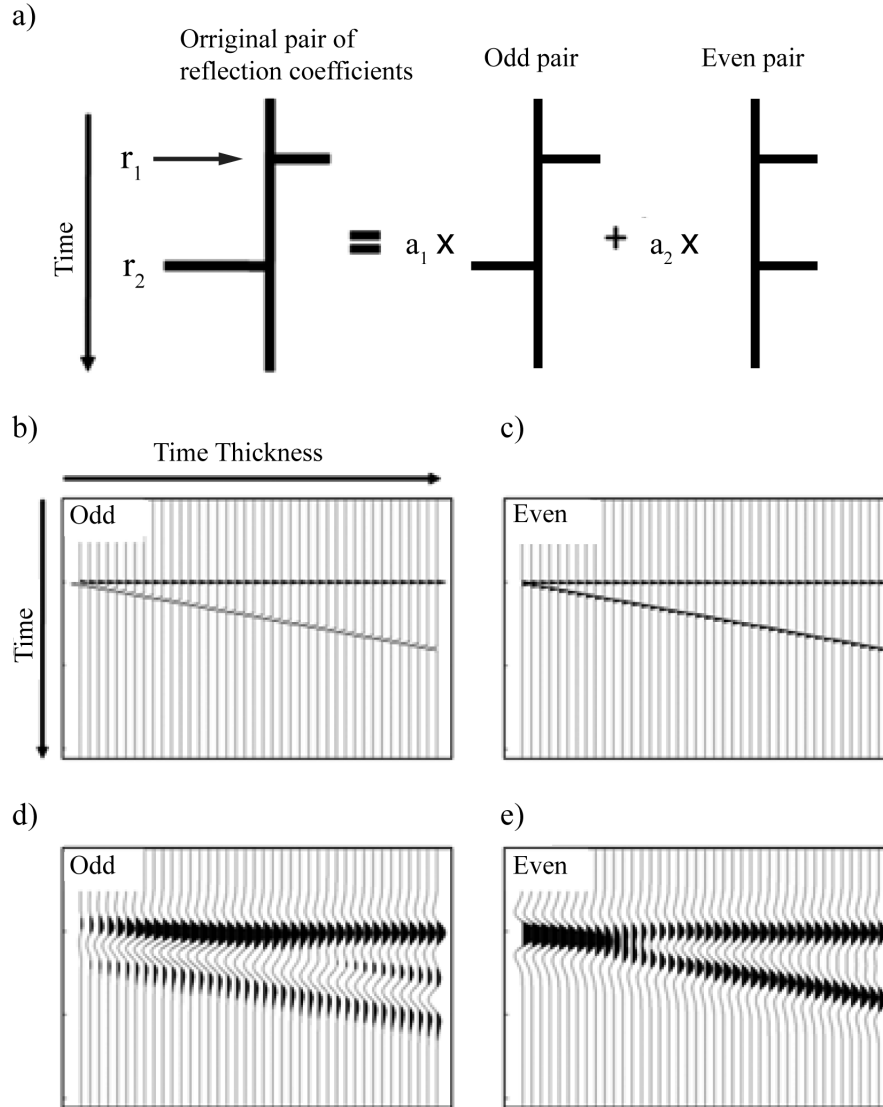 a)
Orriginal pair of
reflection coefficients
Odd pair
Even pair
r₁
Time
r₂
= a₁ X
+ a₂ X
b)
c)
Time Thickness
Time
Odd
Even
d)
e)
Odd
Even